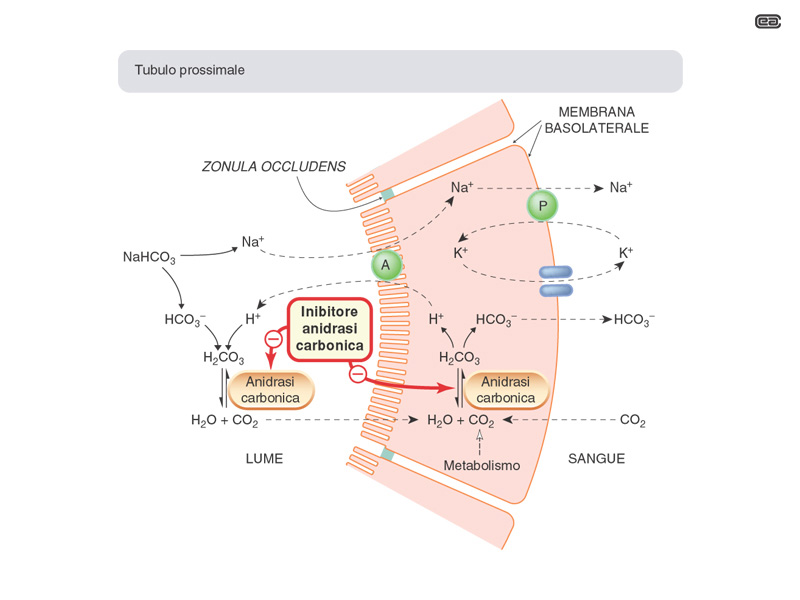 Tubulo prossimale
MEMBRANA
BASOLATERALE
ZONULA OCCLUDENS
Na⁺
Na⁺
P
Na⁺
NaHCO₃
K⁺
K⁺
A
HCO₃⁻
H⁺
Inibitore
anidrasi
carbonica
H⁺
HCO₃⁻
HCO₃⁻
H₂CO₃
H₂CO₃
Anidrasi
carbonica
Anidrasi
carbonica
H₂O + CO₂
H₂O + CO₂
CO₂
LUME
Metabolismo
SANGUE